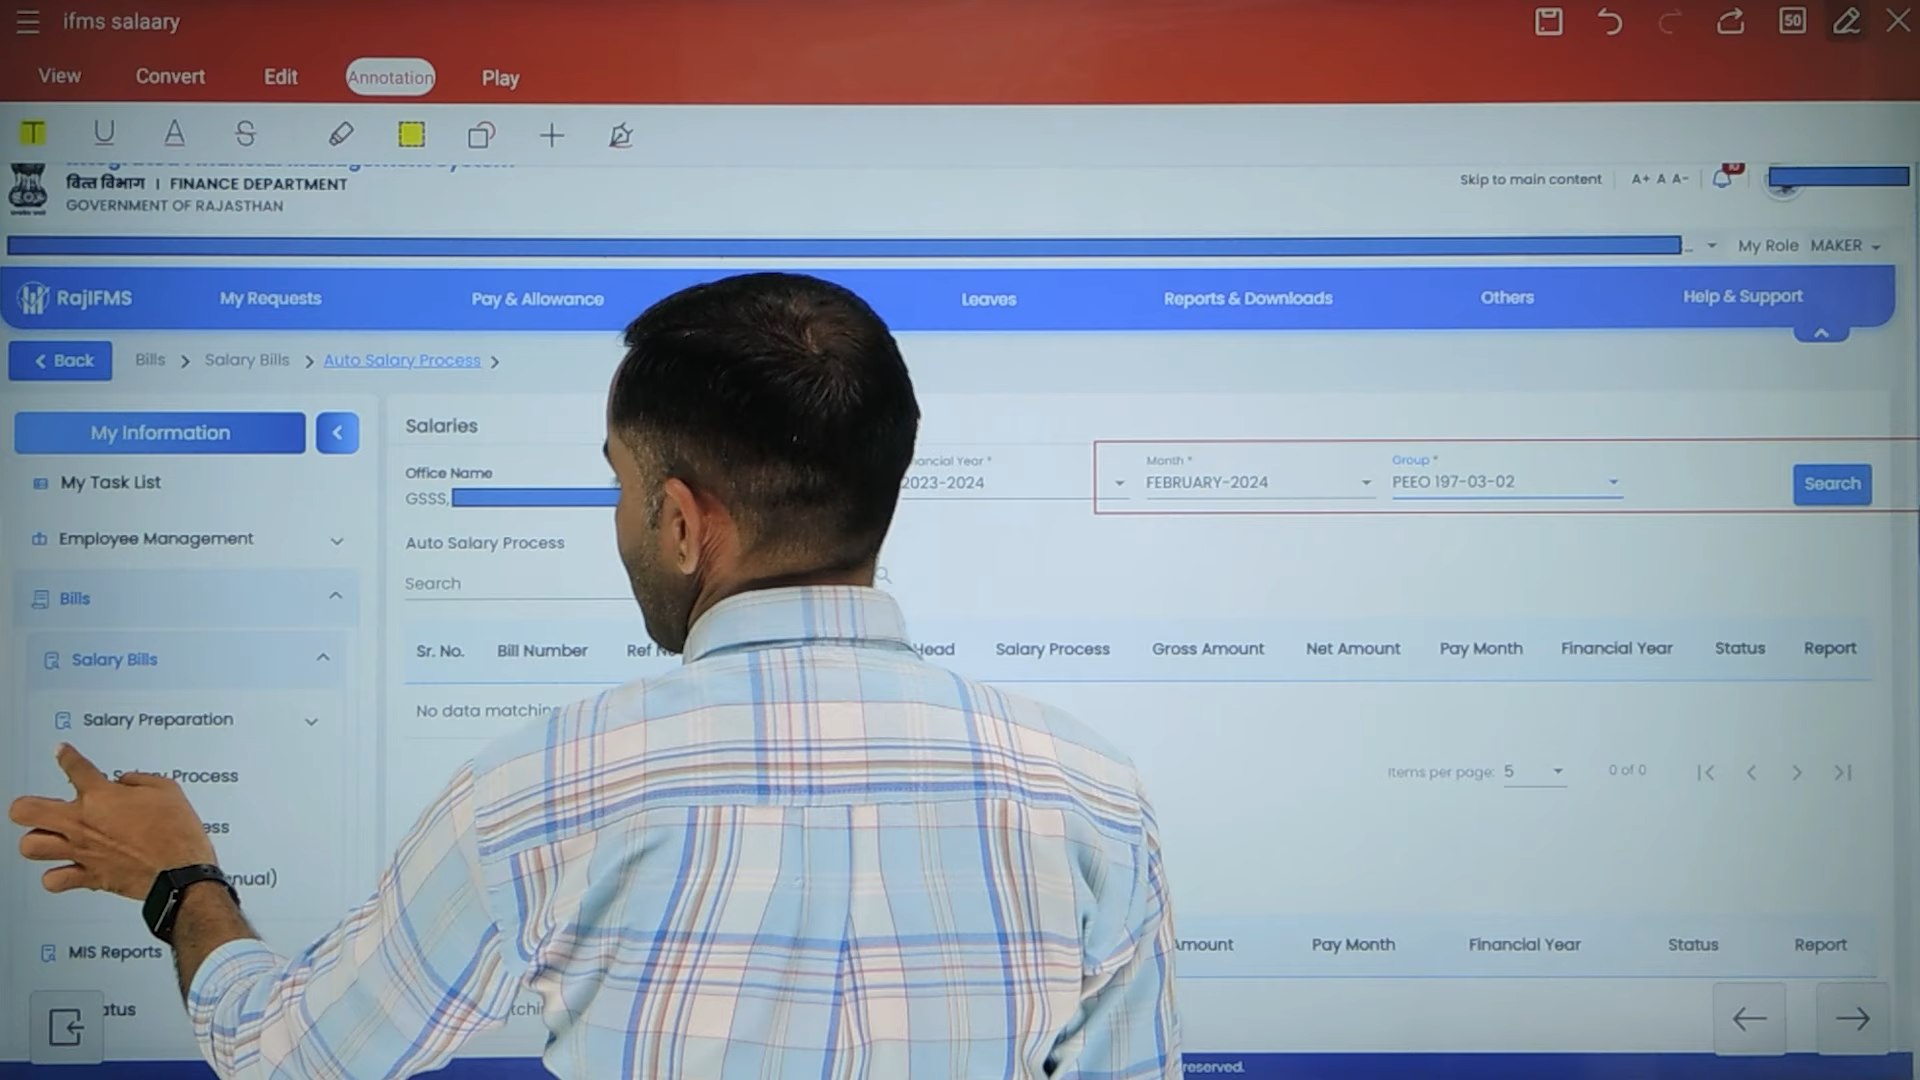 ifms salaary
50
View Convert Edit Annotation Play
T U A S
वित्त विभाग | FINANCE DEPARTMENT
GOVERNMENT OF RAJASTHAN
Skip to main content A+ A A-
My Role MAKER
RajIFMS My Requests Pay & Allowance Leaves Reports & Downloads Others Help & Support
Back Bills Salary Bills Auto Salary Process
My Information
My Task List
Employee Management
Bills
Salary Bills
Salary Preparation
Process
MIS Reports
Salaries
Office Name
GSSS,
Year *
2023-2024
Month *
FEBRUARY-2024
Group *
PEEO 197-03-02
Search
Auto Salary Process
Search
Sr. No. Bill Number Ref Head Salary Process Gross Amount Net Amount Pay Month Financial Year Status Report
No data matching
Items per page: 5 0 of 0
Amount Pay Month Financial Year Status Report
reserved.